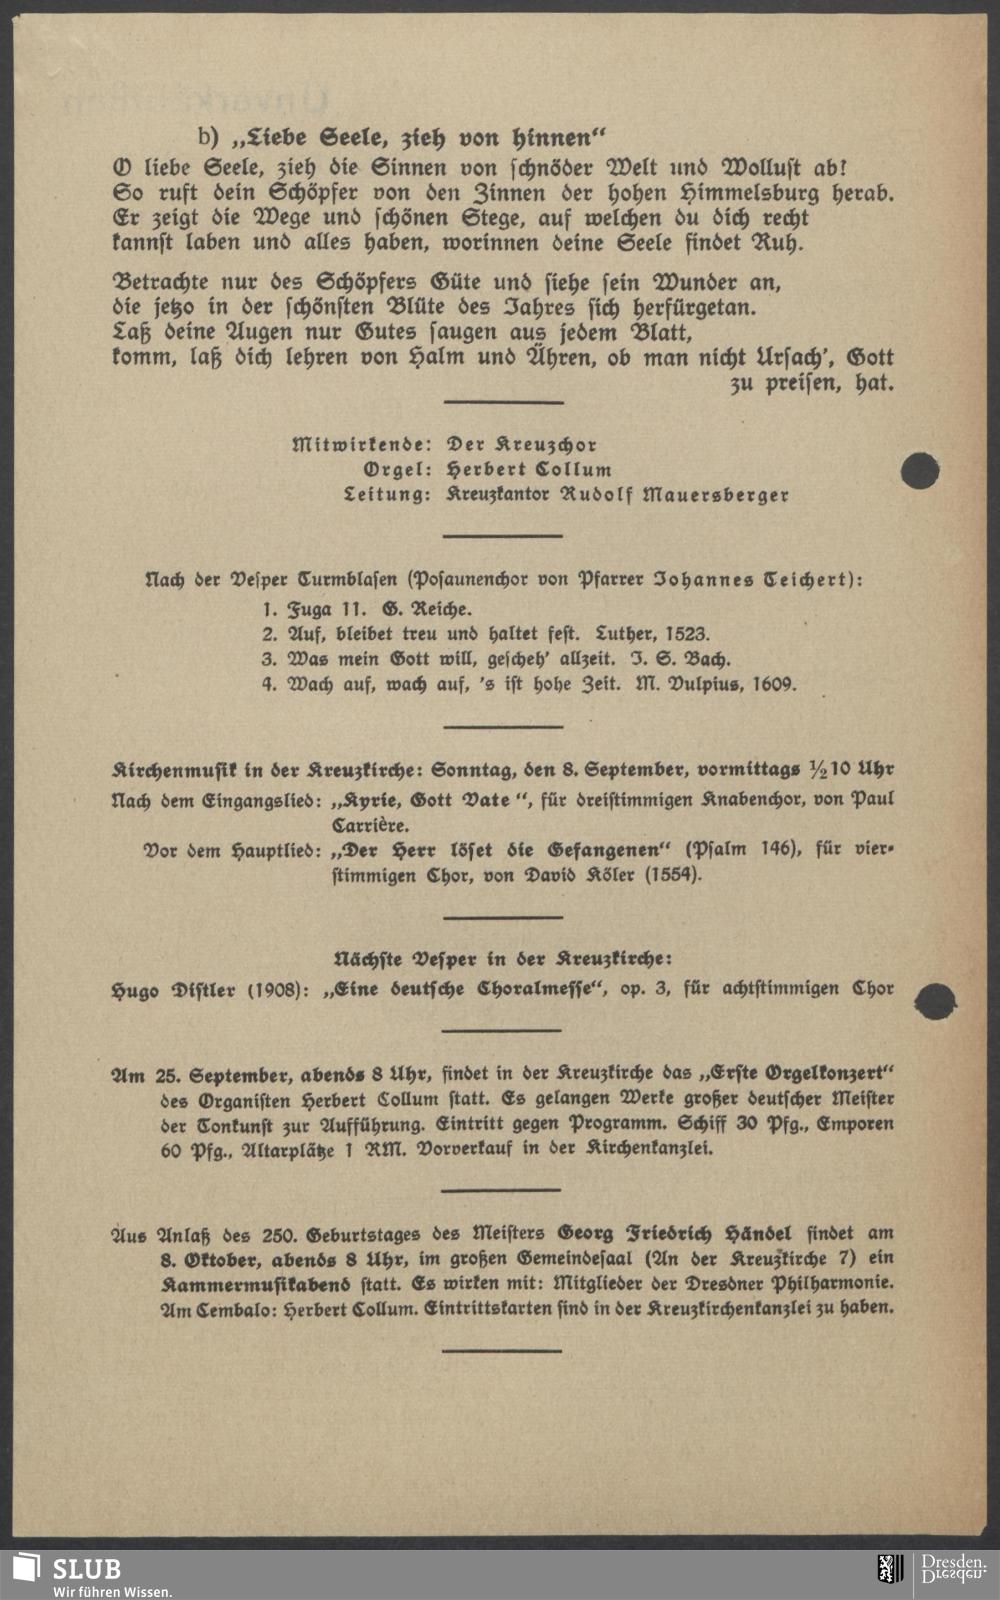 b) „Liebe Seele, zieh von hinnen“
O liebe Seele, zieh die Sinnen von schnöder Welt und Wollust ab!
So ruft dein Schöpfer von den Zinnen der hohen Himmelsburg herab.
Er zeigt die Wege und schönen Stege, auf welchen du dich recht
kannst laben und alles haben, worinnen deine Seele findet Ruh.
Betrachte nur des Schöpfers Güte und siehe sein Wunder an,
die jetzo in der schönsten Blüte des Jahres sich herfürgetan.
Laß deine Augen nur Gutes saugen aus jedem Blatt,
komm, laß dich lehren von Halm und Ähren, ob man nicht Ursach', Gott
zu preisen, hat.
Mitwirkende: Der Kreuzchor
Orgel: Herbert Collum
Leitung: Kreuzkantor Rudolf Mauersberger
Nach der Vesper Turmblasen (Posaunenchor von Pfarrer Johannes Teichert):
1. Fuga 11. G. Reiche.
2. Auf, bleibet treu und haltet fest. Luther, 1523.
3. Was mein Gott will, gescheh' allzeit. J. S. Bach.
4. Wach auf, wach auf, 's ist hohe Zeit. M. Vulpius, 1609.
Kirchenmusik in der Kreuzkirche: Sonntag, den 8. September, vormittags ½10 Uhr
Nach dem Eingangslied: „Kyrie, Gott Vate “, für dreistimmigen Knabenchor, von Paul
Carrière.
Vor dem Hauptlied: „Der Herr löset die Gefangenen“ (Psalm 146), für vier-
stimmigen Chor, von David Köler (1554).
Nächste Vesper in der Kreuzkirche:
Hugo Distler (1908): „Eine deutsche Choralmesse“, op. 3, für achtstimmigen Chor
Am 25. September, abends 8 Uhr, findet in der Kreuzkirche das „Erste Orgelkonzert“
des Organisten Herbert Collum statt. Es gelangen Werke großer deutscher Meister
der Tonkunst zur Aufführung. Eintritt gegen Programm. Schiff 30 Pfg., Emporen
60 Pfg., Altarplätze 1 RM. Vorverkauf in der Kirchenkanzlei.
Aus Anlaß des 250. Geburtstages des Meisters Georg Friedrich Händel findet am
8. Oktober, abends 8 Uhr, im großen Gemeindesaal (An der Kreuzkirche 7) ein
Kammermusikabend statt. Es wirken mit: Mitglieder der Dresdner Philharmonie.
Am Cembalo: Herbert Collum. Eintrittskarten sind in der Kreuzkirchenkanzlei zu haben.
SLUB
Wir führen Wissen.
Dresden.
Dresden.